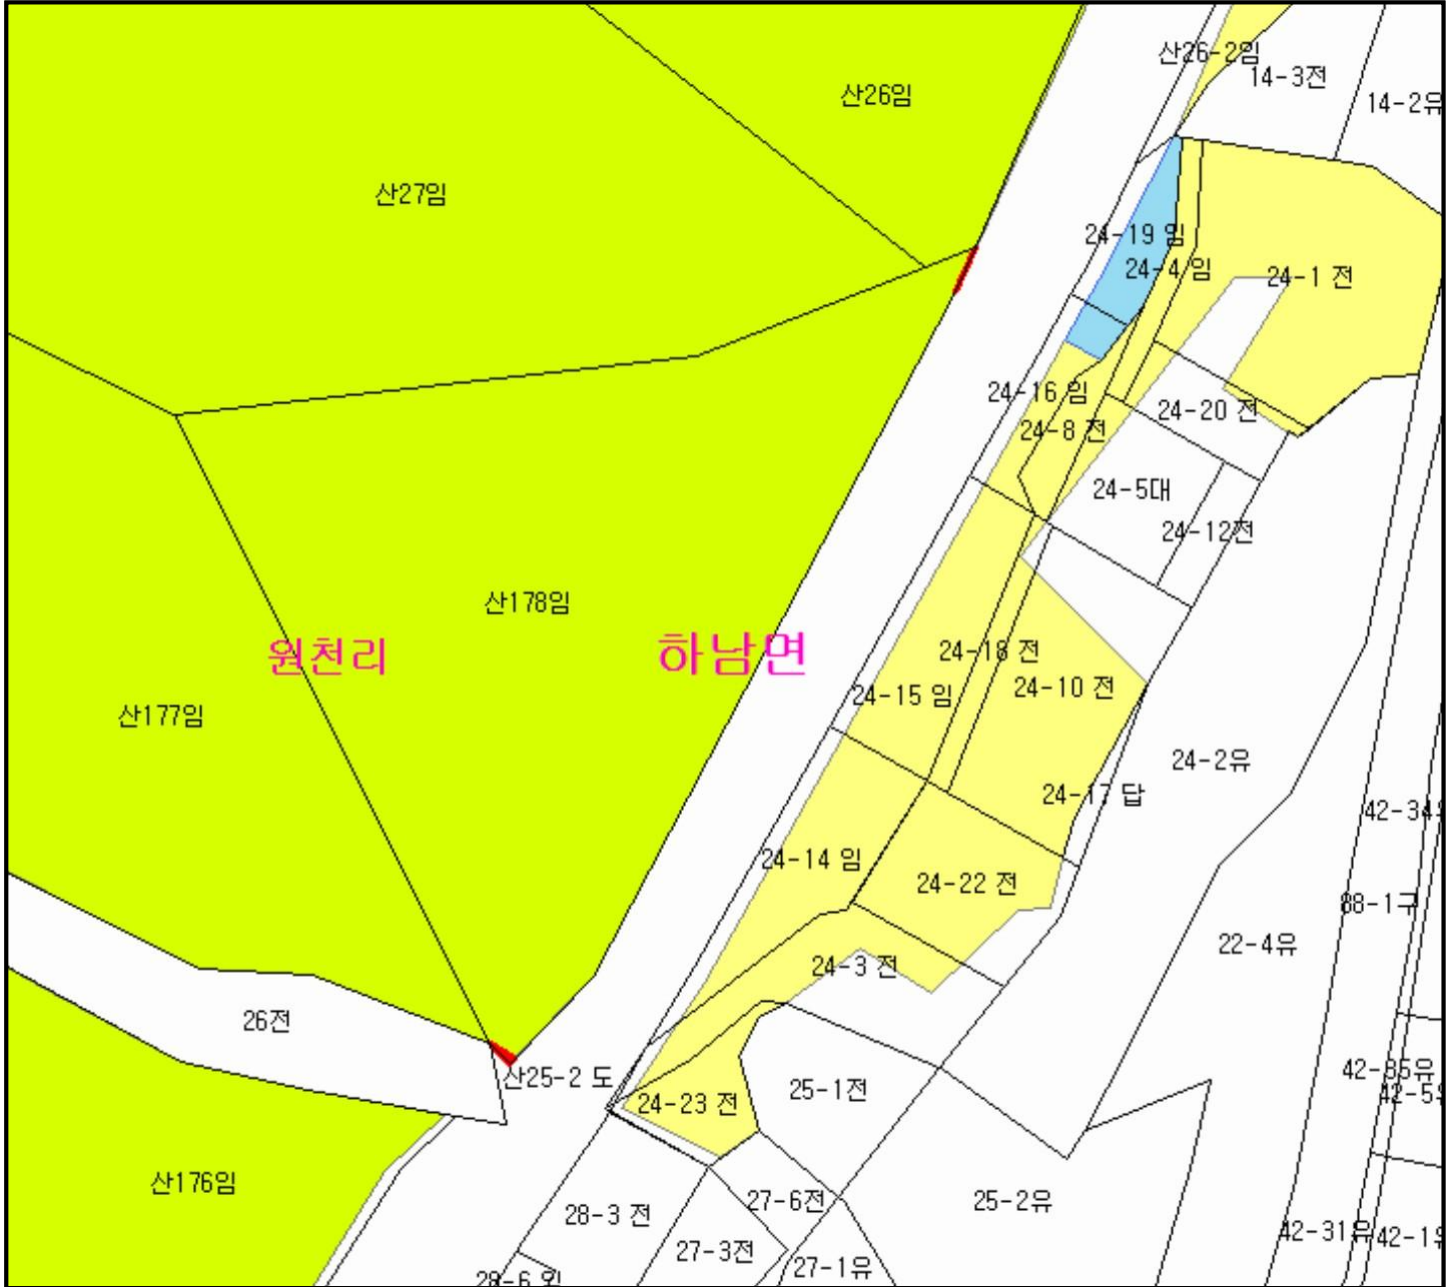 산26-2임
14-3전
산26임
14-2유
산27임
24-19 임
24-4 임
24-1 전
24-16 임
24-20 전
24-8 전
24-5대
24-12전
산178임
원천리
하남면
24-18 전
24-10 전
24-15 임
산177임
24-2유
24-17 답
42-34
24-14 임
24-22 전
88-1구
22-4유
24-3 전
26전
산25-2 도
42-85유
25-1전
42-5
24-23 전
산176임
27-6전
25-2유
28-3 전
42-31유
42-1
27-3전
27-1유
28-6